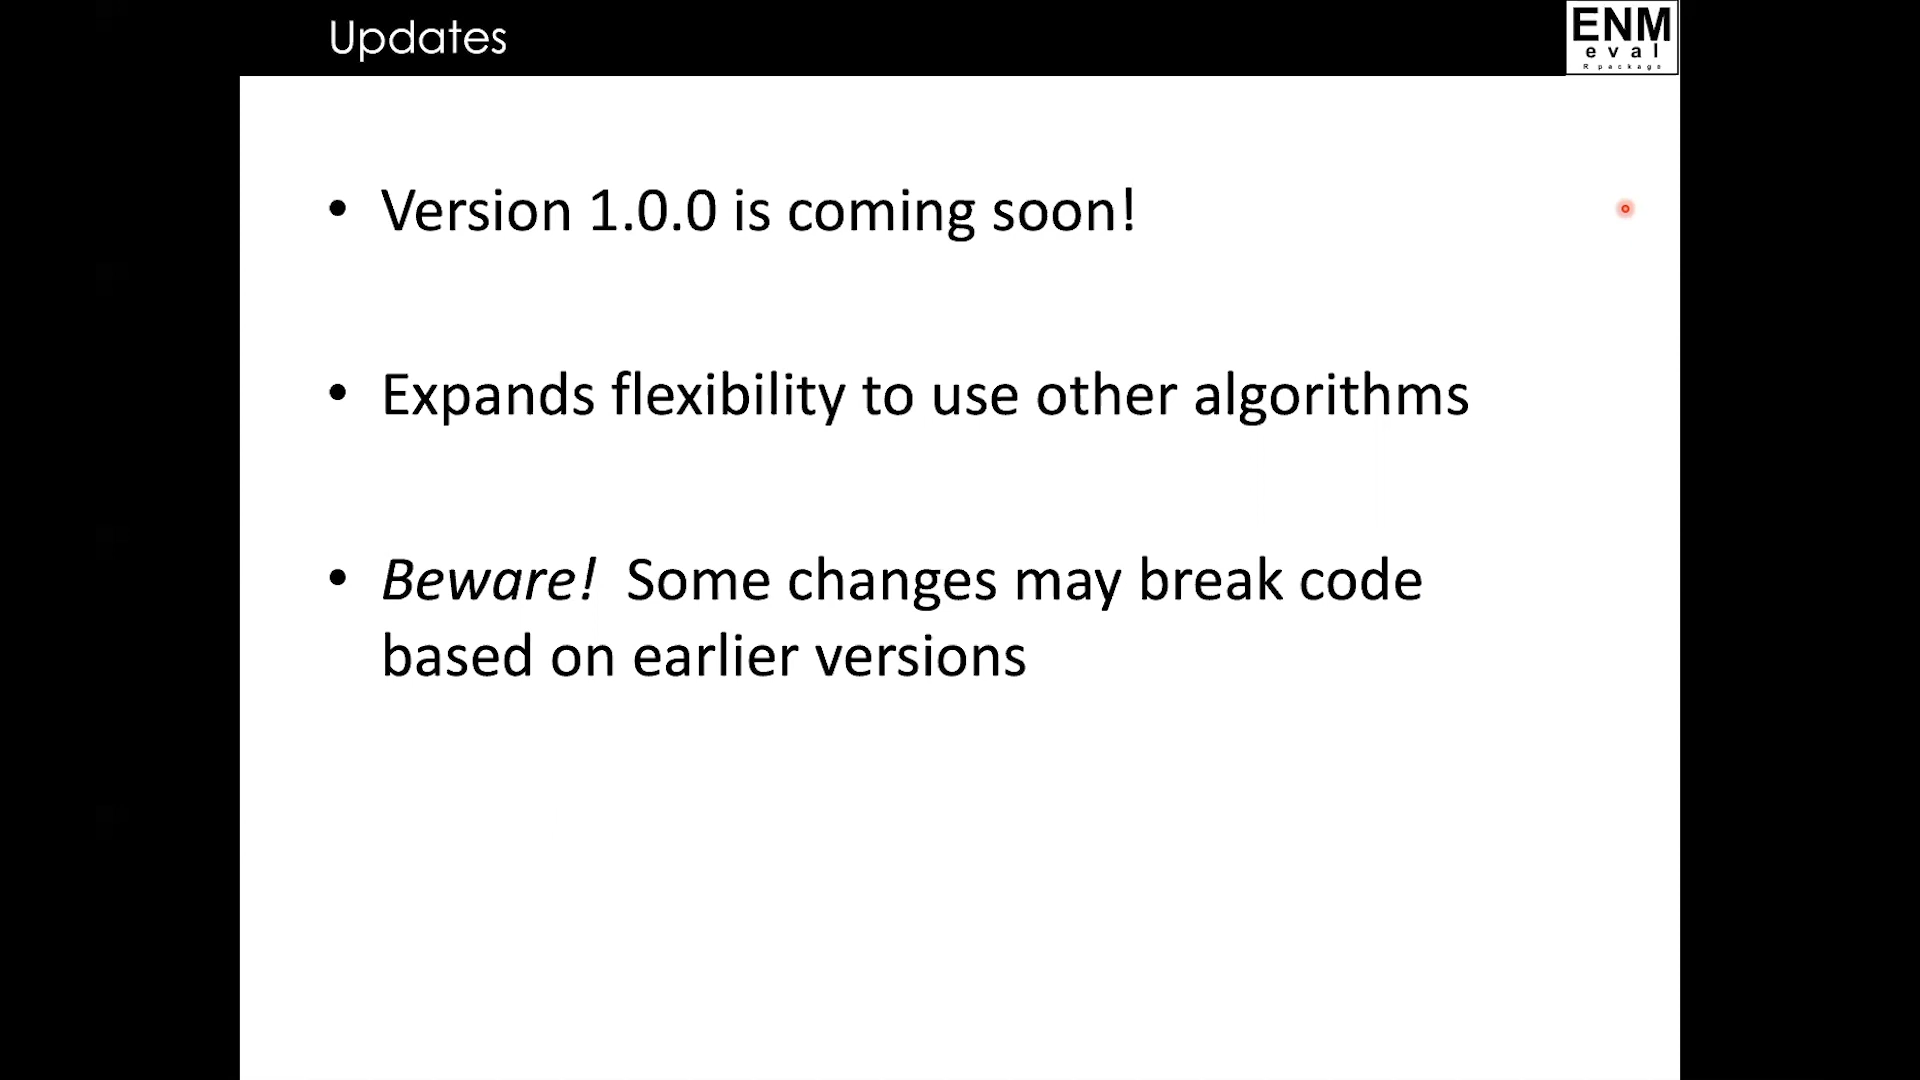 Updates
ENM
eval
R package
• Version 1.0.0 is coming soon!
• Expands flexibility to use other algorithms
• Beware! Some changes may break code
based on earlier versions